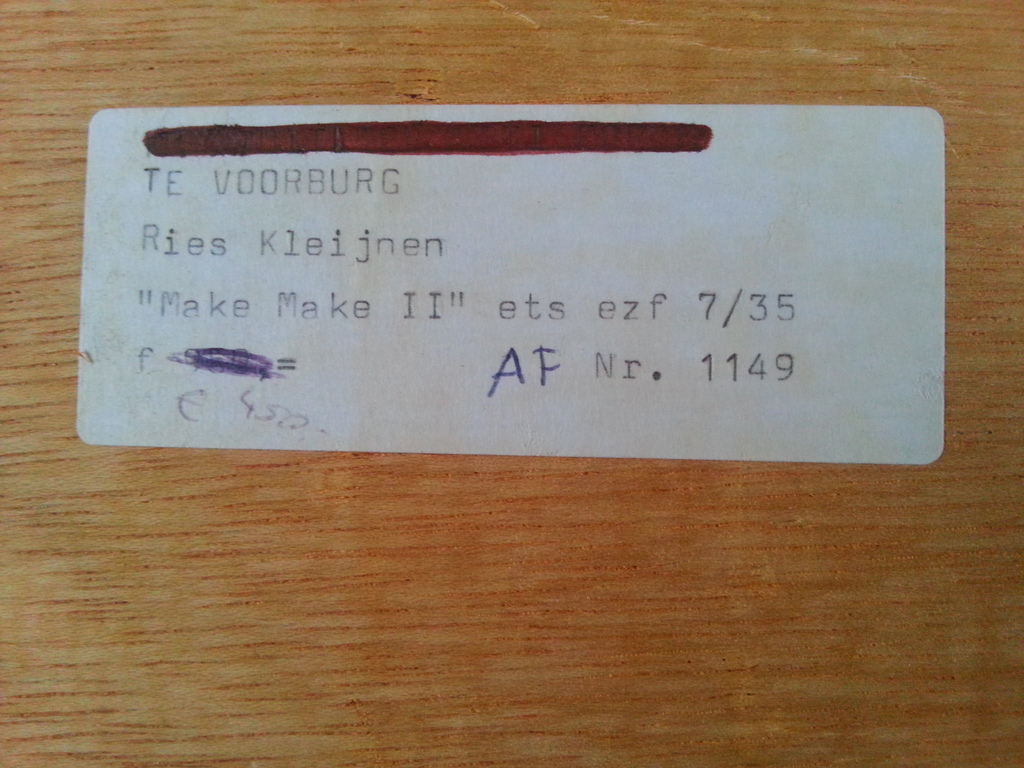 TE VOORBURG
Ries Kleijnen
"Make Make II" ets ezf 7/35
f = AF Nr. 1149
€